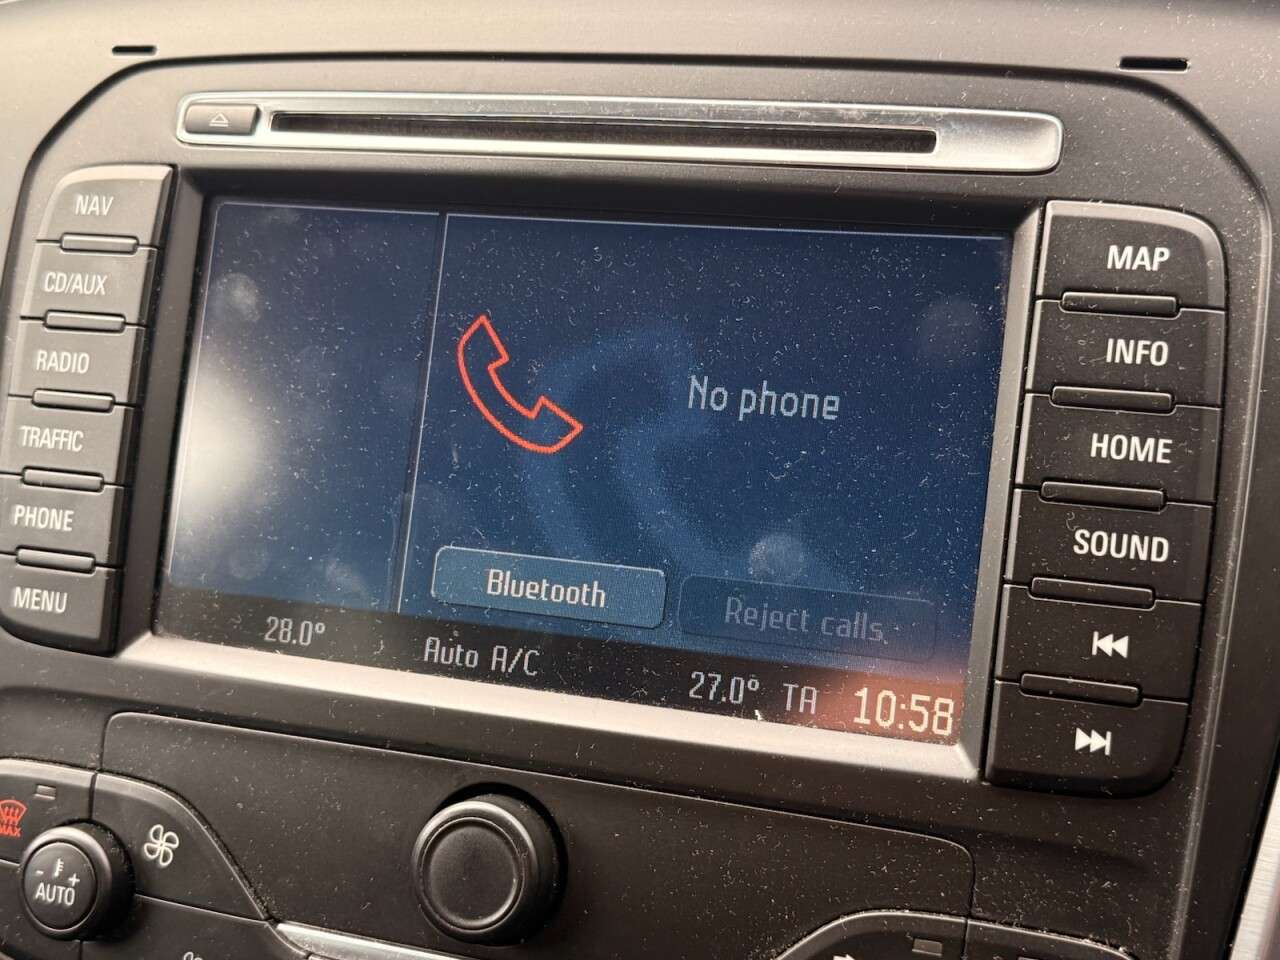 NAV
CD/AUX
RADIO
TRAFFIC
PHONE
MENU
No phone
Bluetooth
Reject calls
28.0°
Auto A/C
27.0°
TA
10:58
MAP
INFO
HOME
SOUND
MAX
- +
AUTO